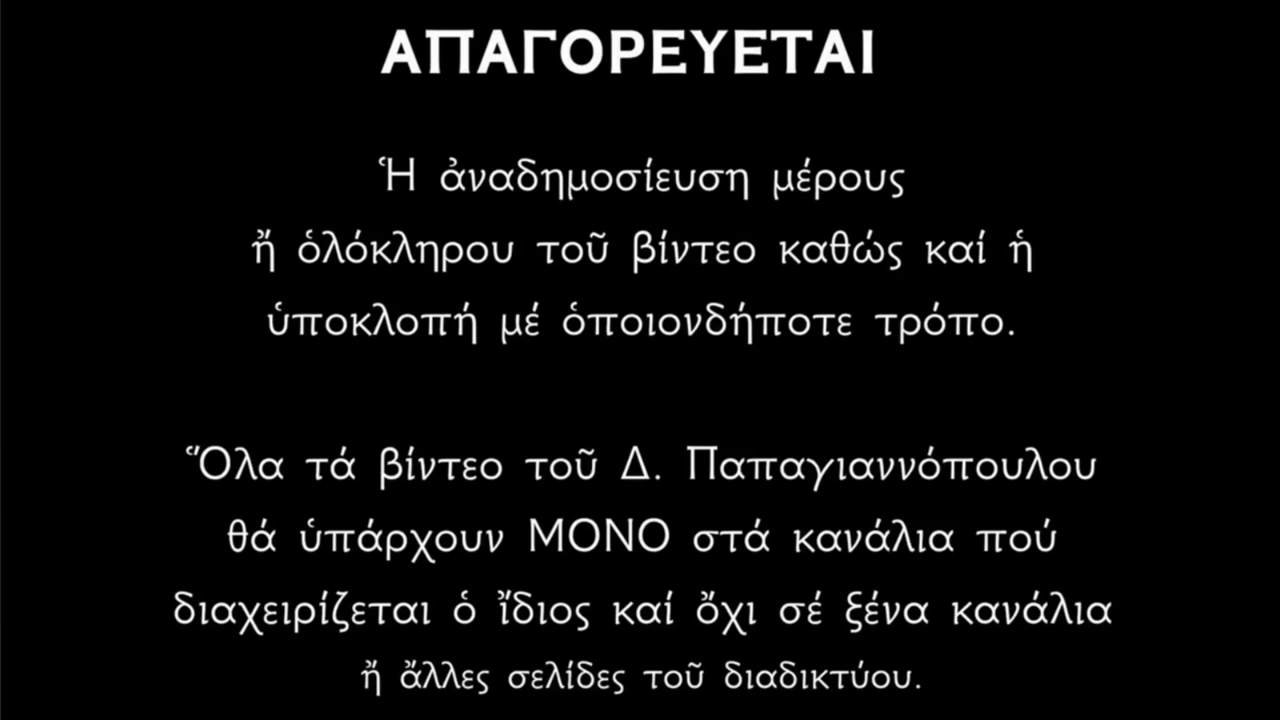 ΑΠΑΓΟΡΕΥΕΤΑΙ
Ἡ ἀναδημοσίευση μέρους
ἤ ὁλόκληρου τοῦ βίντεο καθώς καί ἡ
ὑποκλοπή μέ ὁποιονδήποτε τρόπο.
Ὅλα τά βίντεο τοῦ Δ. Παπαγιαννόπουλου
θά ὑπάρχουν ΜΟΝΟ στά κανάλια πού
διαχειρίζεται ὁ ἴδιος καί ὄχι σέ ξένα κανάλια
ἤ ἄλλες σελίδες τοῦ διαδικτύου.